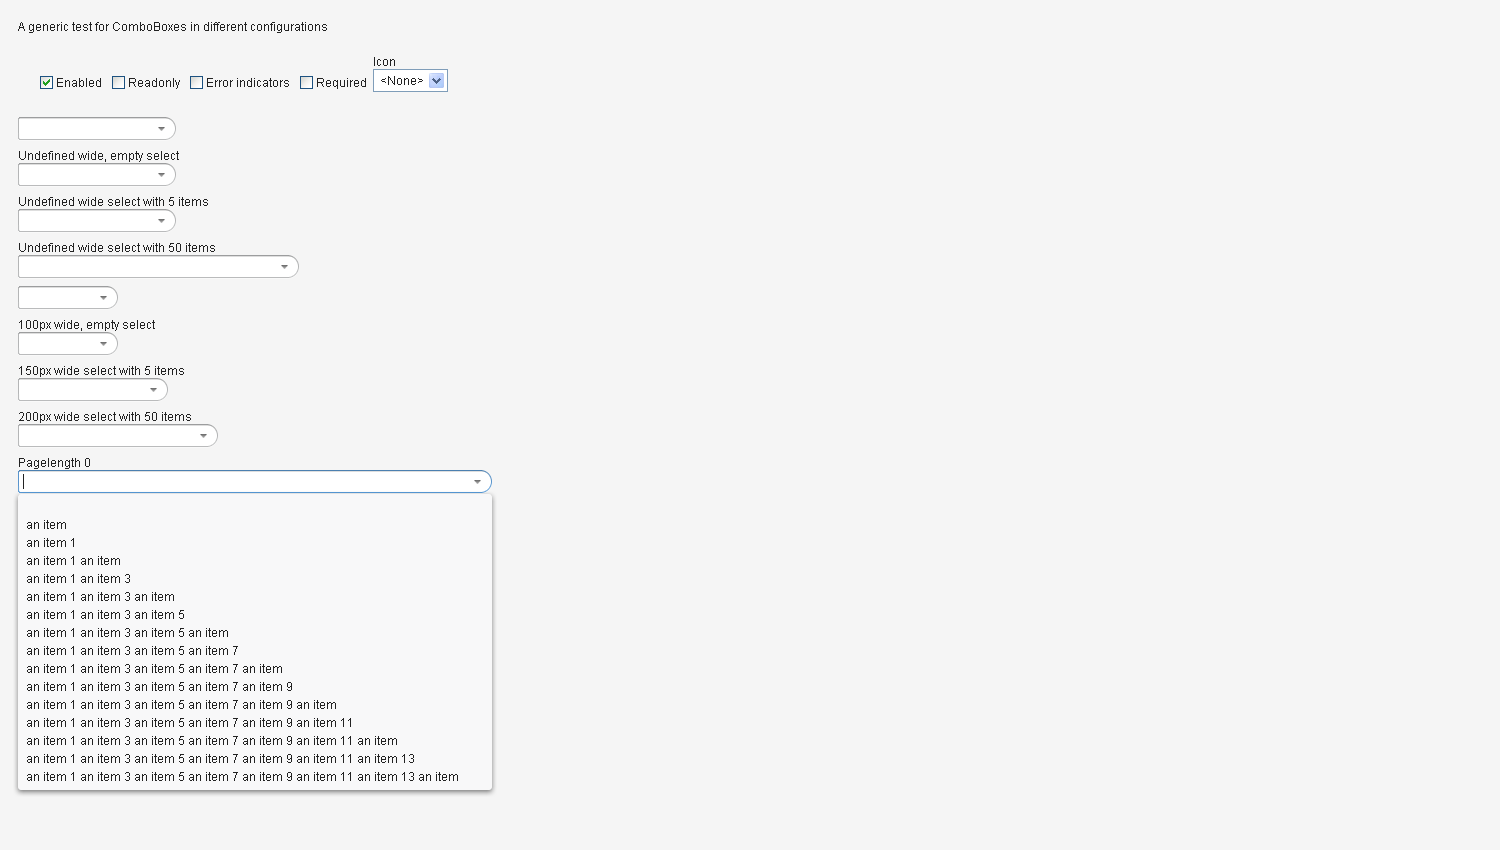 A generic test for ComboBoxes in different configurations
Icon
Enabled Readonly Error indicators Required <None>
Undefined wide, empty select
Undefined wide select with 5 items
Undefined wide select with 50 items
100px wide, empty select
150px wide select with 5 items
200px wide select with 50 items
Pagelength 0
an item
an item 1
an item 1 an item
an item 1 an item 3
an item 1 an item 3 an item
an item 1 an item 3 an item 5
an item 1 an item 3 an item 5 an item
an item 1 an item 3 an item 5 an item 7
an item 1 an item 3 an item 5 an item 7 an item
an item 1 an item 3 an item 5 an item 7 an item 9
an item 1 an item 3 an item 5 an item 7 an item 9 an item
an item 1 an item 3 an item 5 an item 7 an item 9 an item 11
an item 1 an item 3 an item 5 an item 7 an item 9 an item 11 an item
an item 1 an item 3 an item 5 an item 7 an item 9 an item 11 an item 13
an item 1 an item 3 an item 5 an item 7 an item 9 an item 11 an item 13 an item